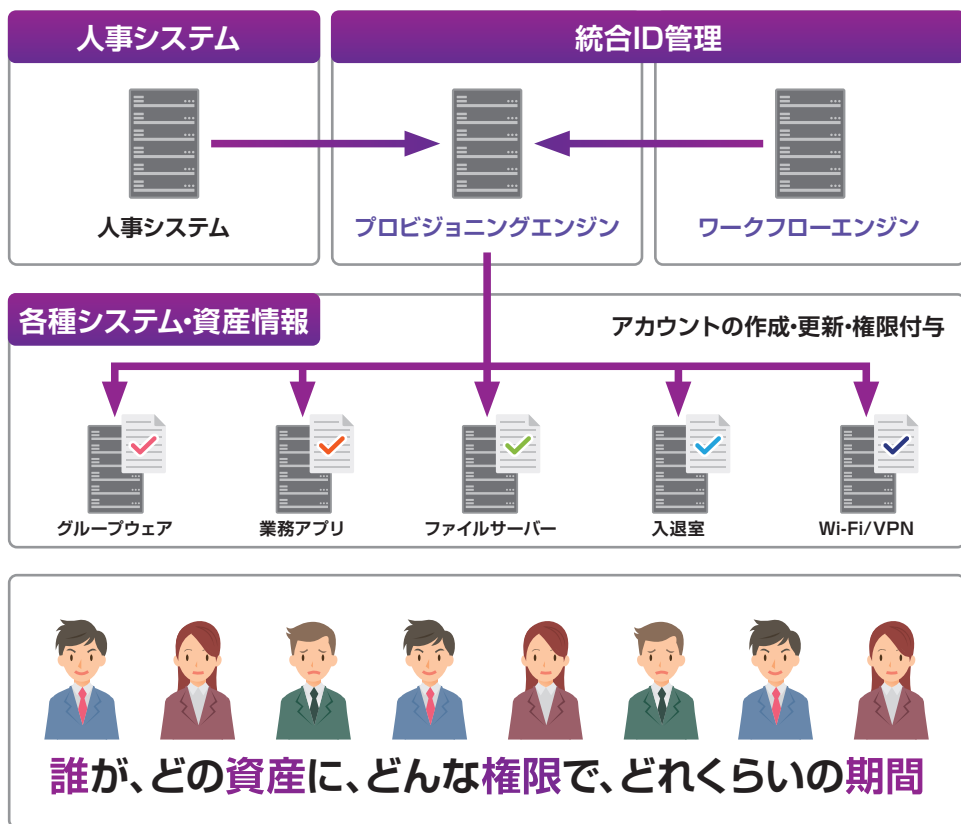 人事システム
統合ID管理
人事システム
プロビジョニングエンジン
ワークフローエンジン
各種システム・資産情報
アカウントの作成・更新・権限付与
グループウェア
業務アプリ
ファイルサーバー
入退室
Wi-Fi/VPN
誰が、どの資産に、どんな権限で、どれくらいの期間